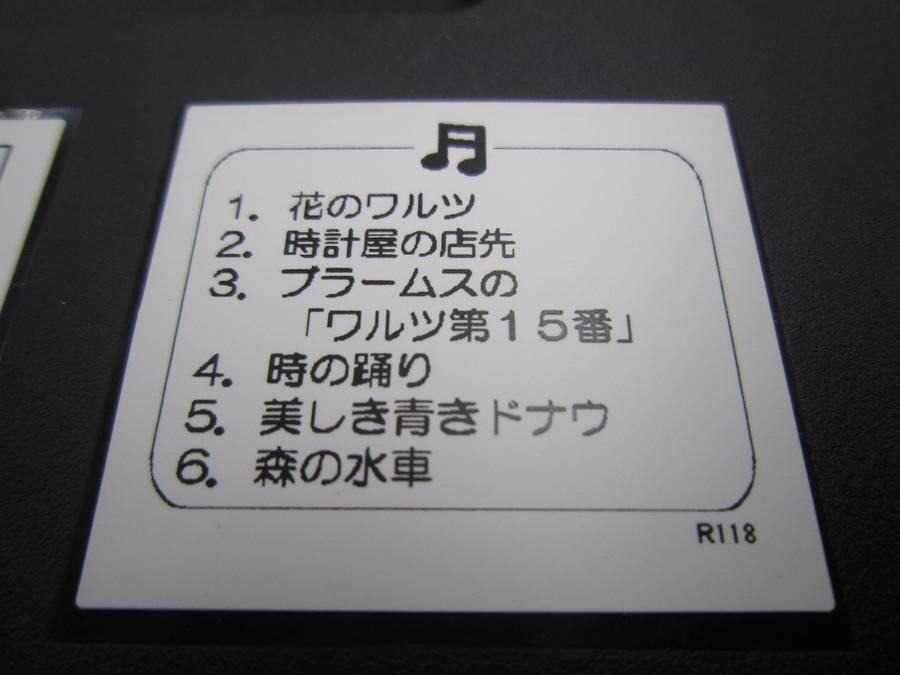 1. 花のワルツ
2. 時計屋の店先
3. ブラームスの
「ワルツ第15番」
4. 時の踊り
5. 美しき青きドナウ
6. 森の水車
R118